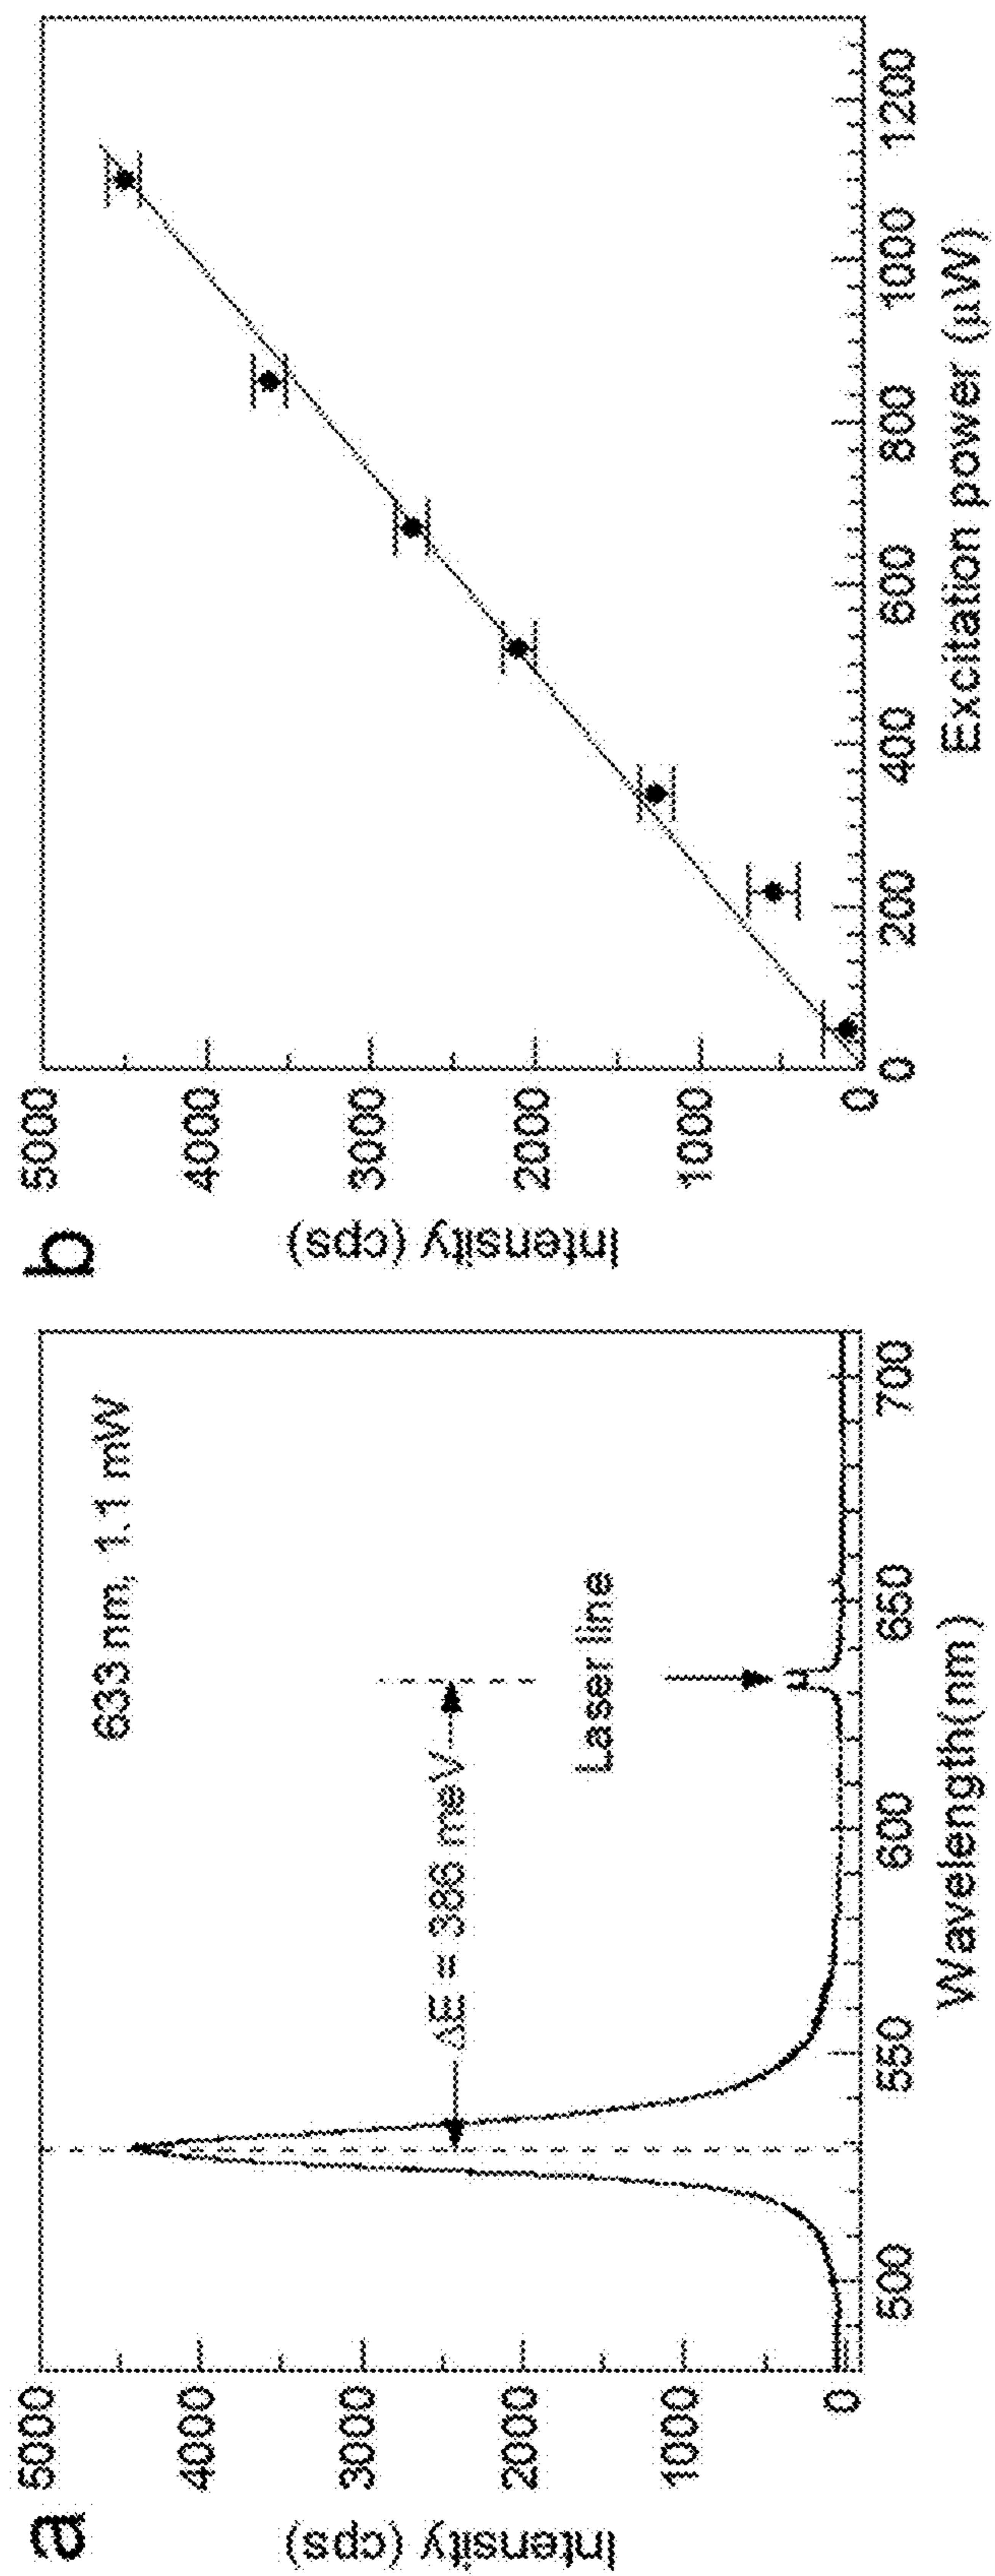 a
5000
4000
3000
2000
1000
0
Intensity (cps)
633 nm, 1.1 mW
ΔE = 386 meV
Laser line
500
550
600
650
700
Wavelength(nm)
b
5000
4000
3000
2000
1000
0
Intensity (cps)
0
200
400
600
800
1000
1200
Excitation power (µW)